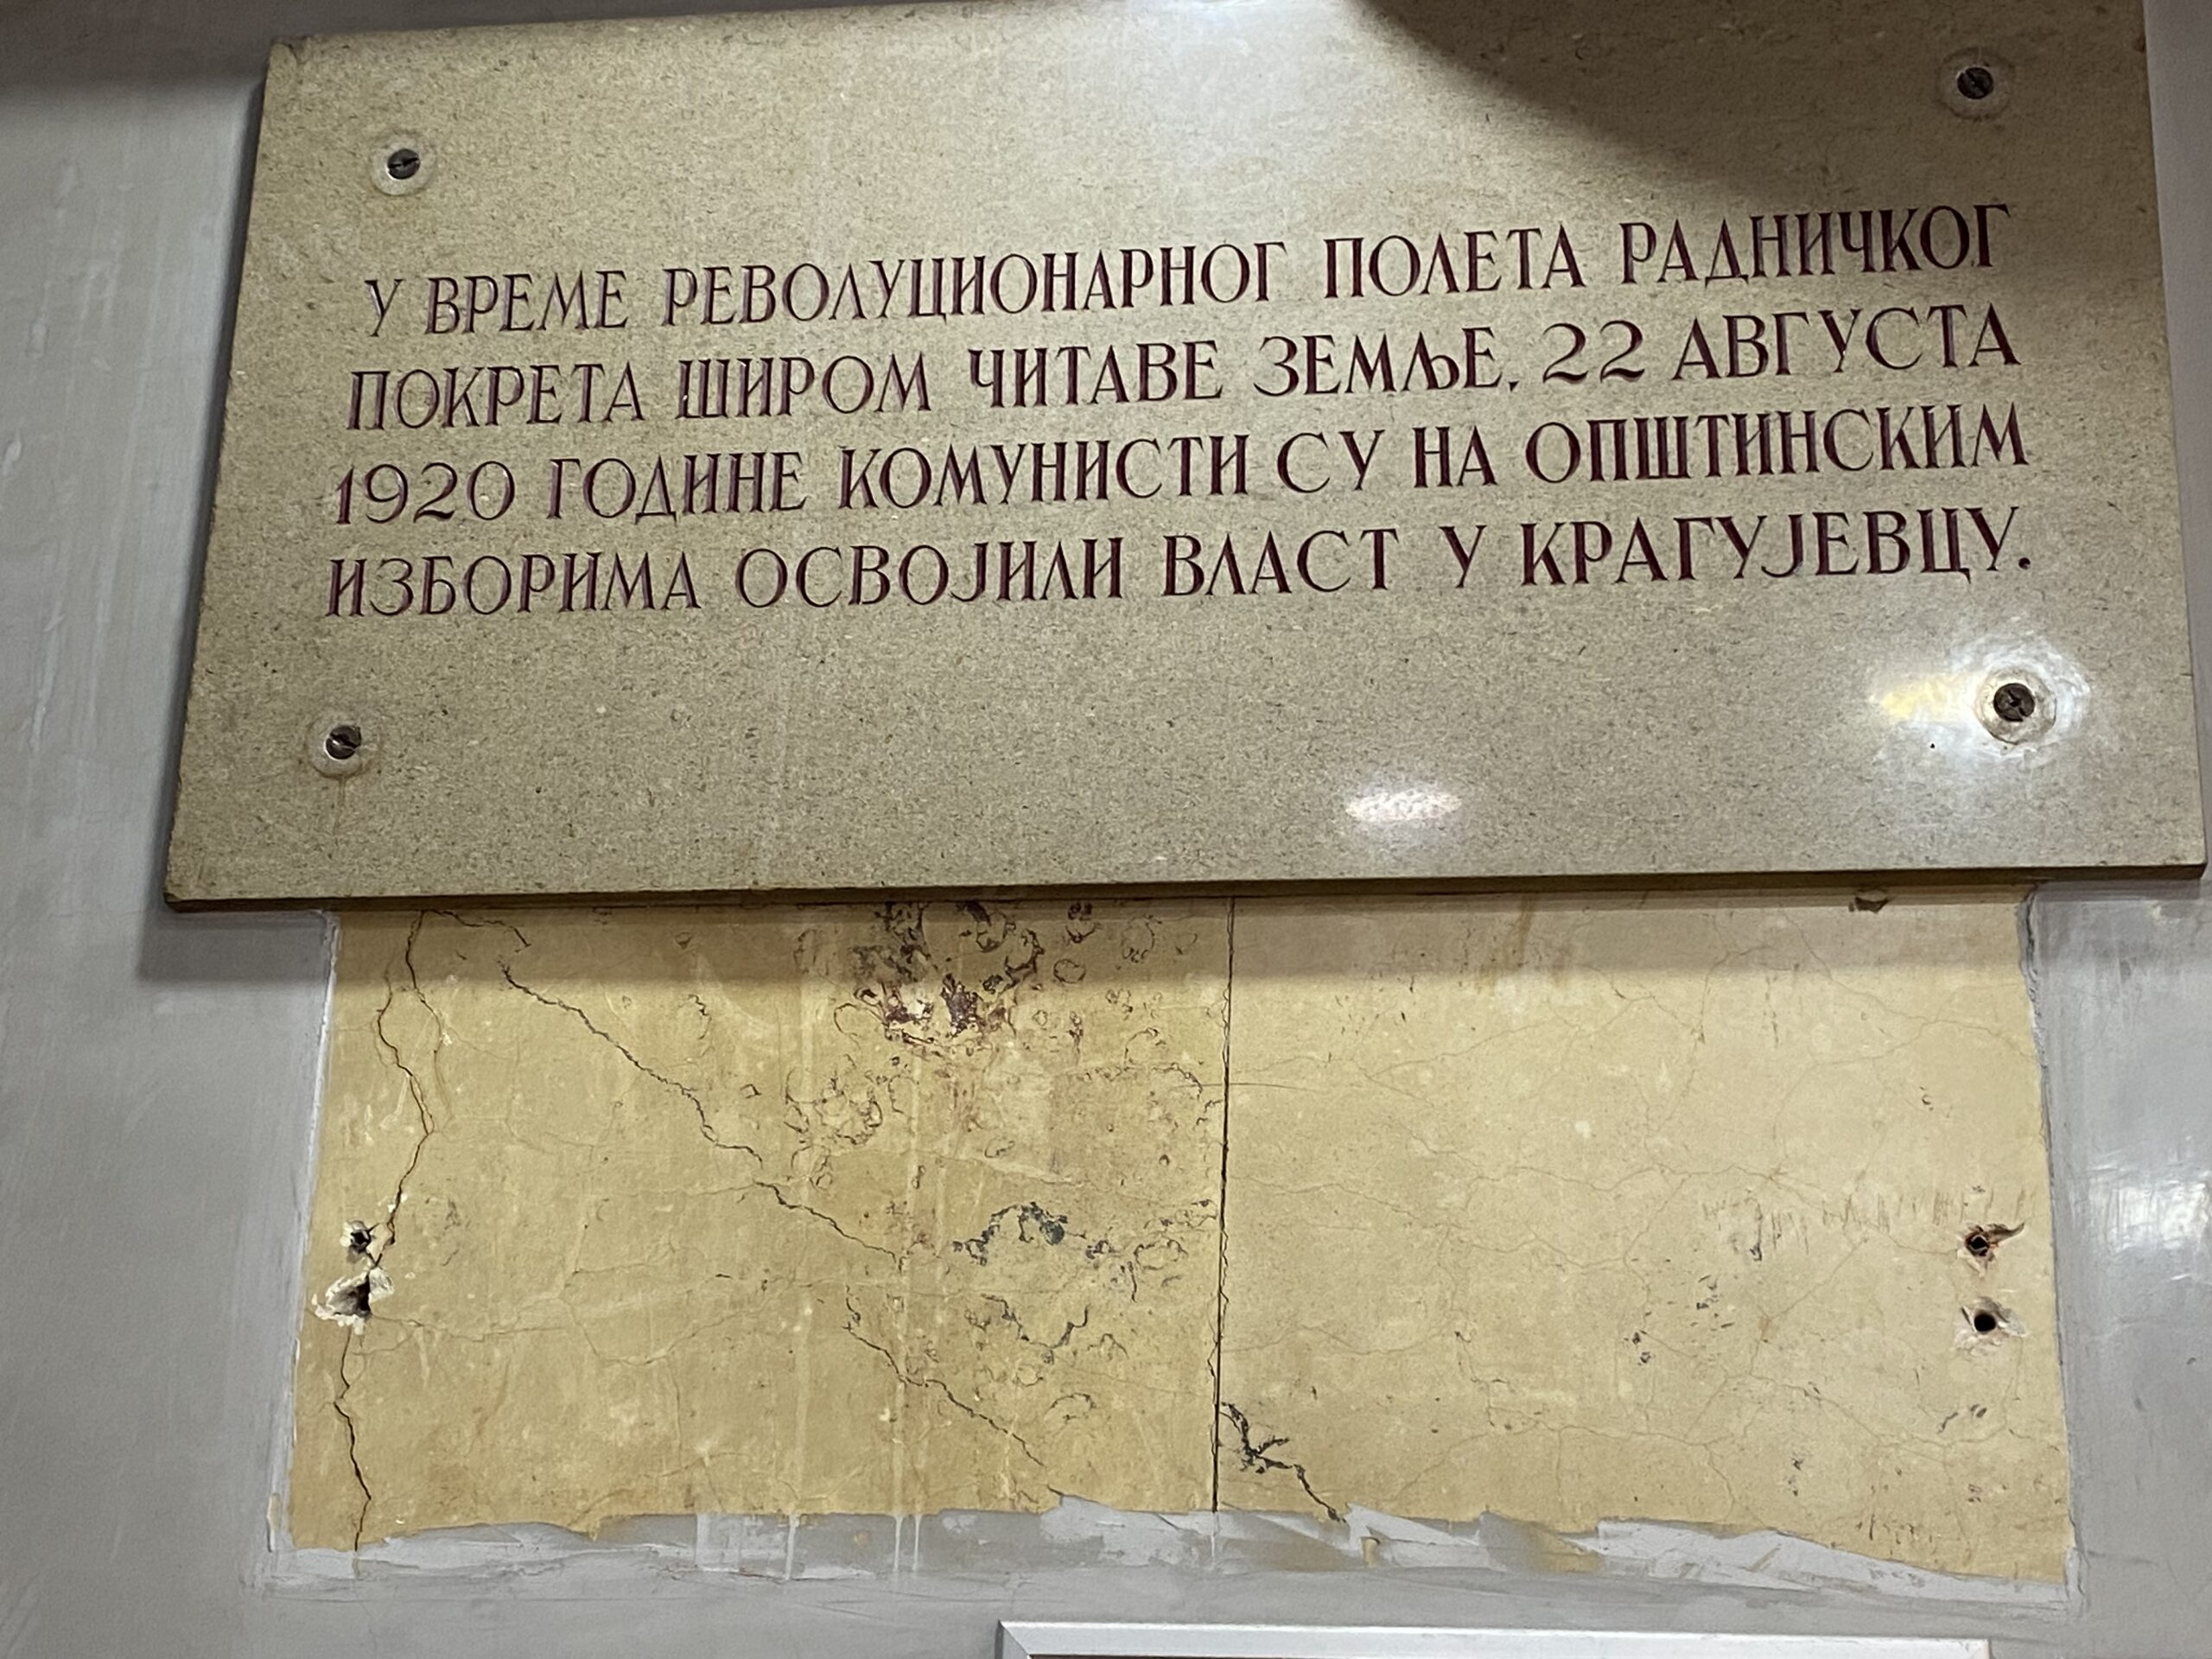 У ВРЕМЕ РЕВОЛУЦИОНАРНОГ ПОЛЕТА РАДНИЧКОГ
ПОКРЕТА ШИРОМ ЧИТАВЕ ЗЕМЉЕ, 22 АВГУСТА
1920 ГОДИНЕ КОМУНИСТИ СУ НА ОПШТИНСКИМ
ИЗБОРИМА ОСВОЈИЛИ ВЛАСТ У КРАГУЈЕВЦУ.